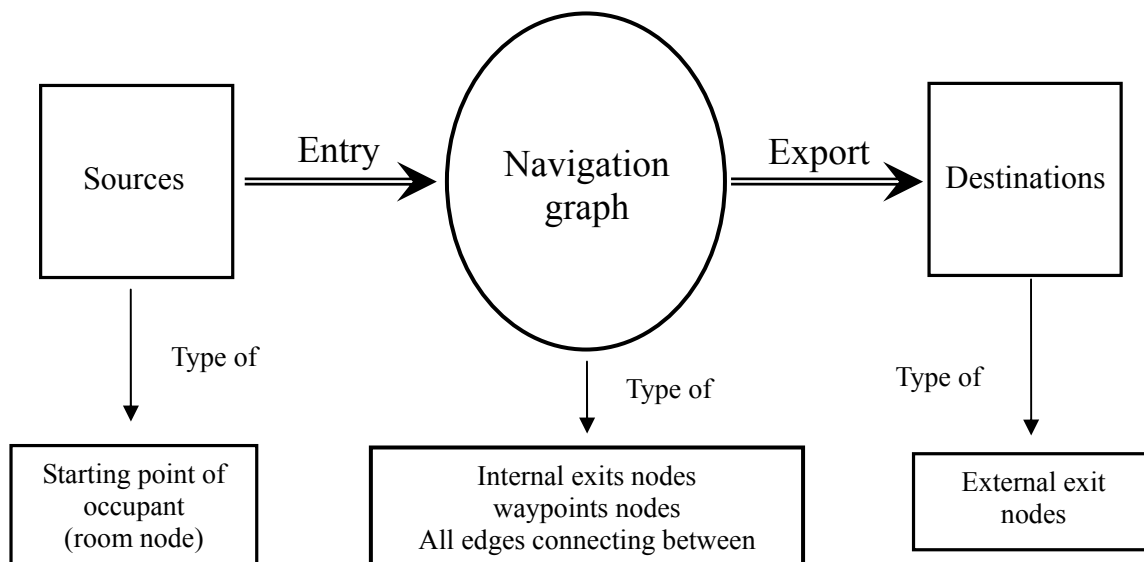 Sources
Entry
Navigation
graph
Export
Destinations
Type of
Type of
Type of
Starting point of
occupant
(room node)
Internal exits nodes
waypoints nodes
All edges connecting between
External exit
nodes